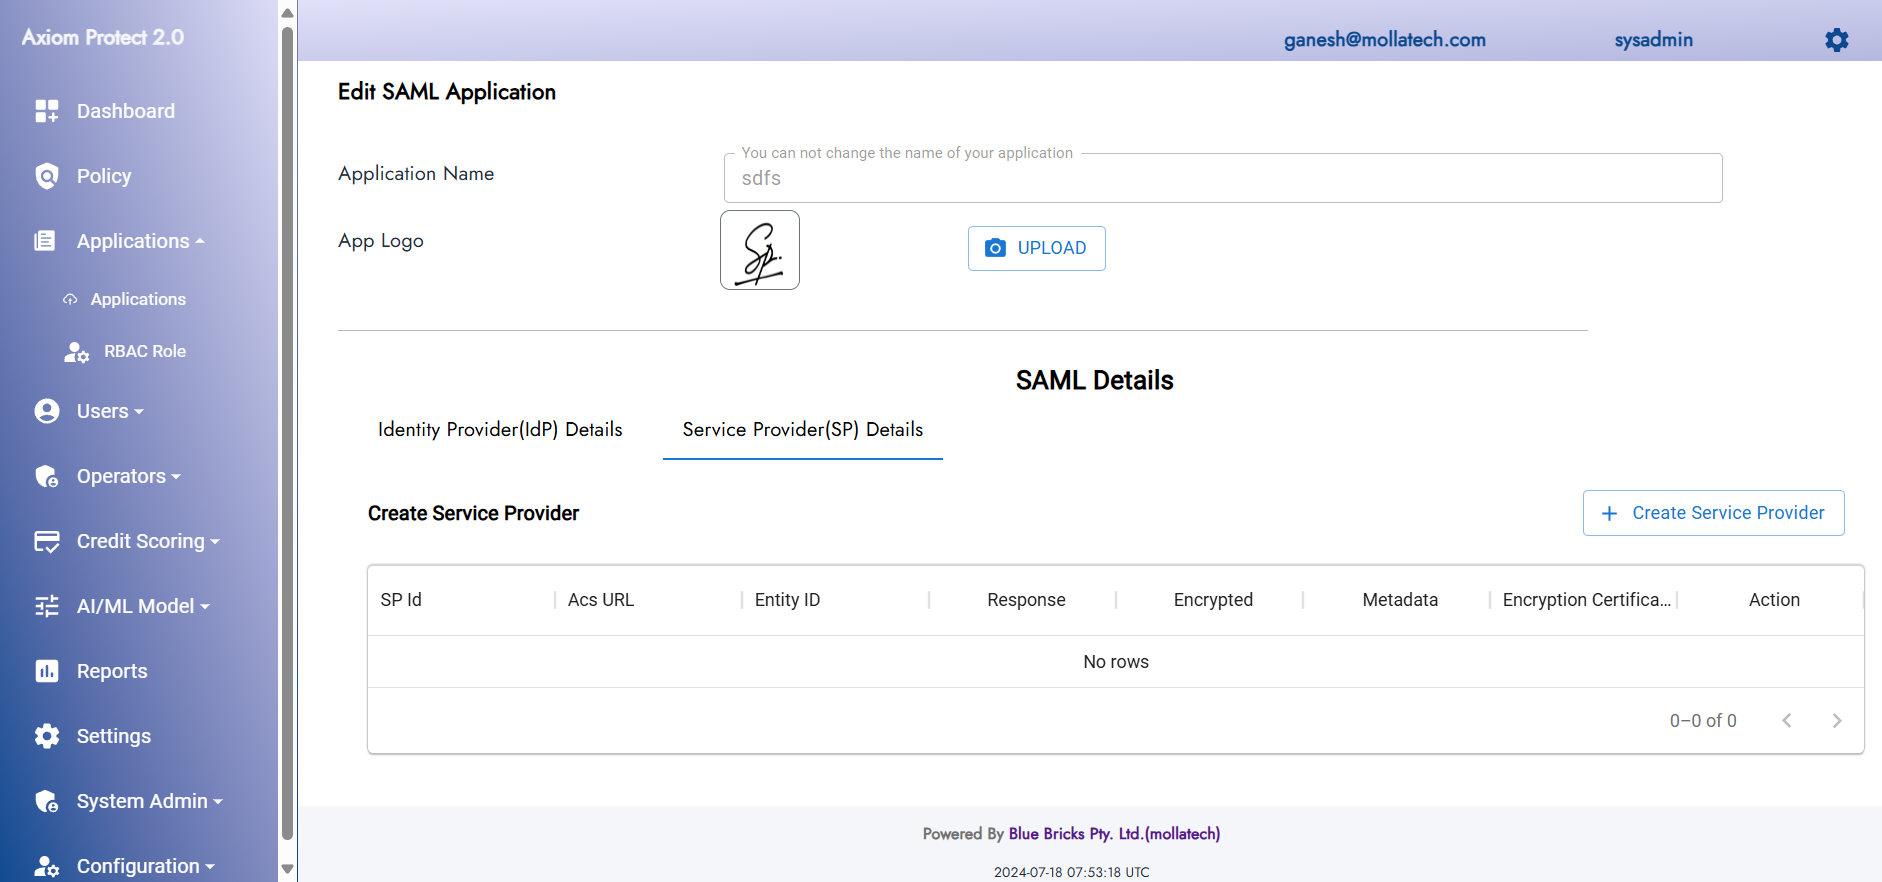 Axiom Protect 2.0
ganesh@mollatech.com
sysadmin
Dashboard
Policy
Applications
Applications
RBAC Role
Users
Operators
Credit Scoring
AI/ML Model
Reports
Settings
System Admin
Configuration
Edit SAML Application
Application Name
You can not change the name of your application
sdfs
App Logo
Sp.
UPLOAD
SAML Details
Identity Provider(IdP) Details
Service Provider(SP) Details
Create Service Provider
Create Service Provider
SP Id
Acs URL
Entity ID
Response
Encrypted
Metadata
Encryption Certifica...
Action
No rows
0–0 of 0
Powered By Blue Bricks Pty. Ltd.(mollatech)
2024-07-18 07:53:18 UTC